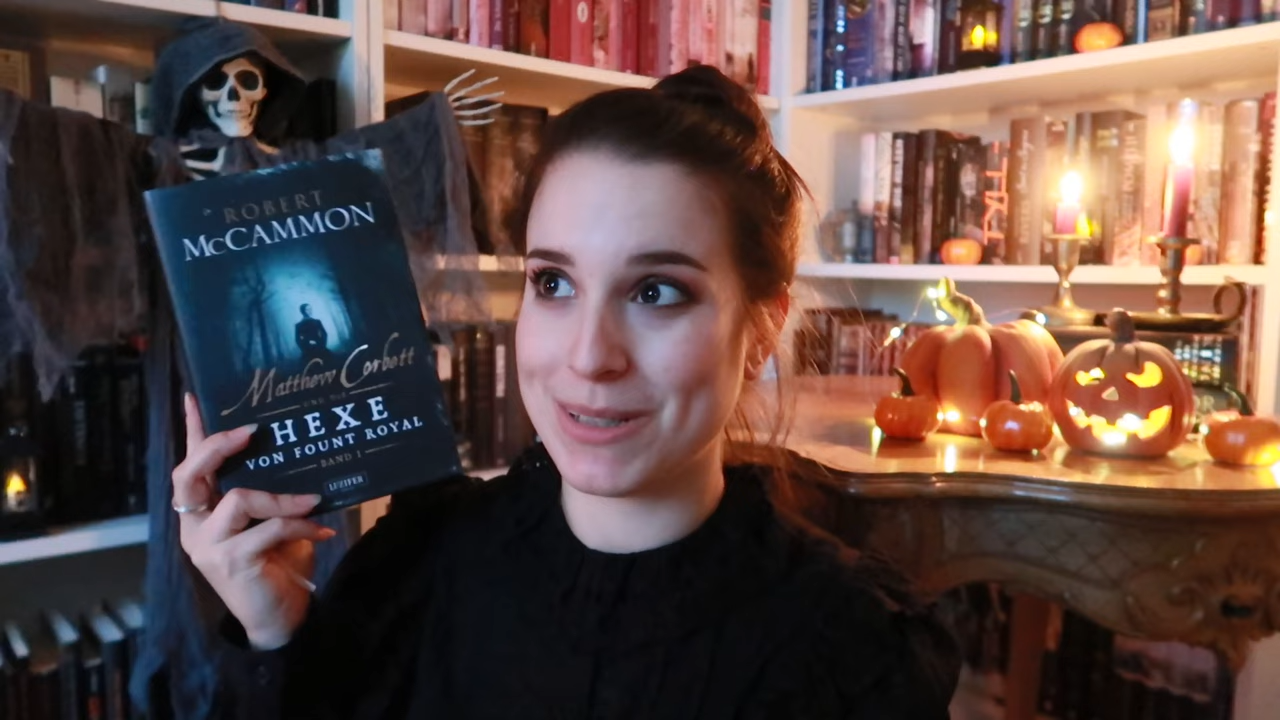 ROBERT
McCAMMON
Matthew Corbett
UND DIE
HEXE
VON FOUNT ROYAL
BAND 1
LUZIFER